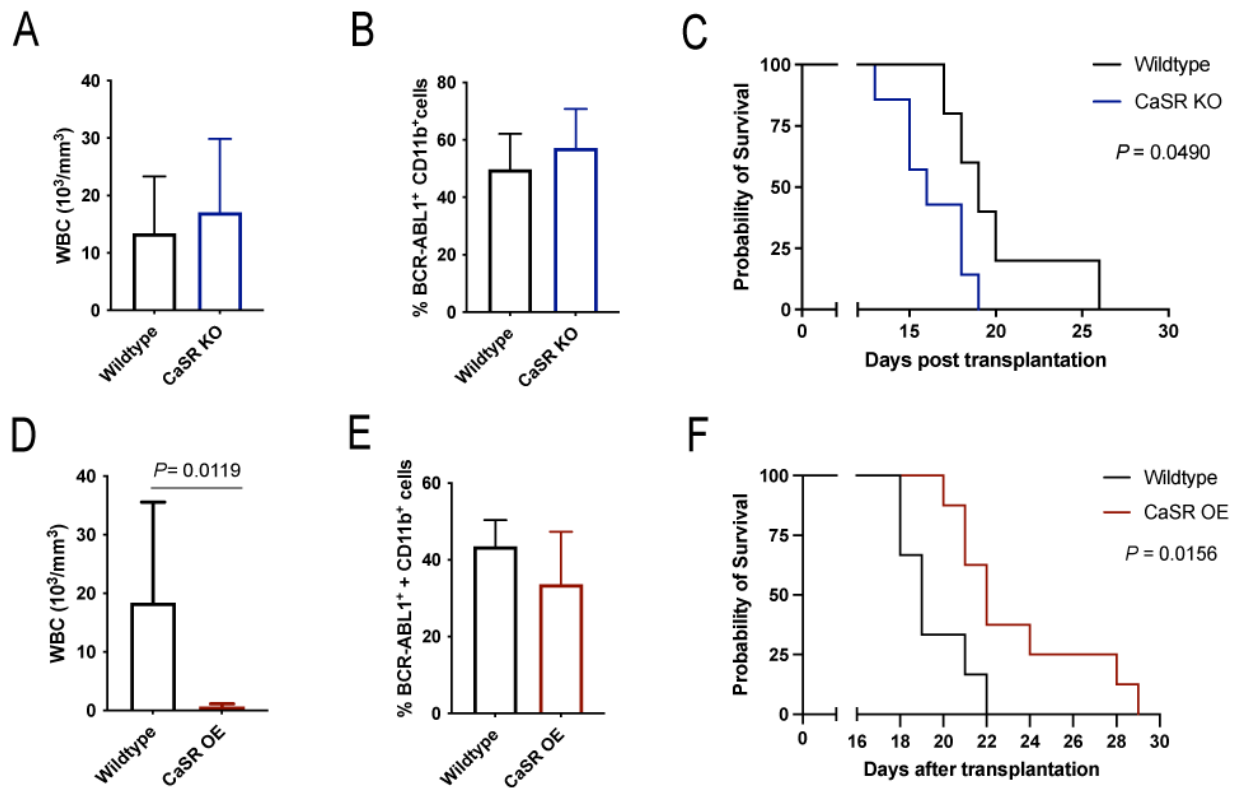 A
WBC (10³/mm³)
40
30
20
10
0
Wildtype
CaSR KO
B
% BCR-ABL1⁺ CD11b⁺cells
80
60
40
20
0
Wildtype
CaSR KO
C
Probability of Survival
100
75
50
25
0
0
15
20
25
30
Days post transplantation
Wildtype
CaSR KO
P = 0.0490
D
P= 0.0119
WBC (10³/mm³)
40
30
20
10
0
Wildtype
CaSR OE
E
% BCR-ABL1⁺ + CD11b⁺ cells
60
40
20
0
Wildtype
CaSR OE
F
Probability of Survival
100
75
50
25
0
0
16
18
20
22
24
26
28
30
Days after transplantation
Wildtype
CaSR OE
P = 0.0156